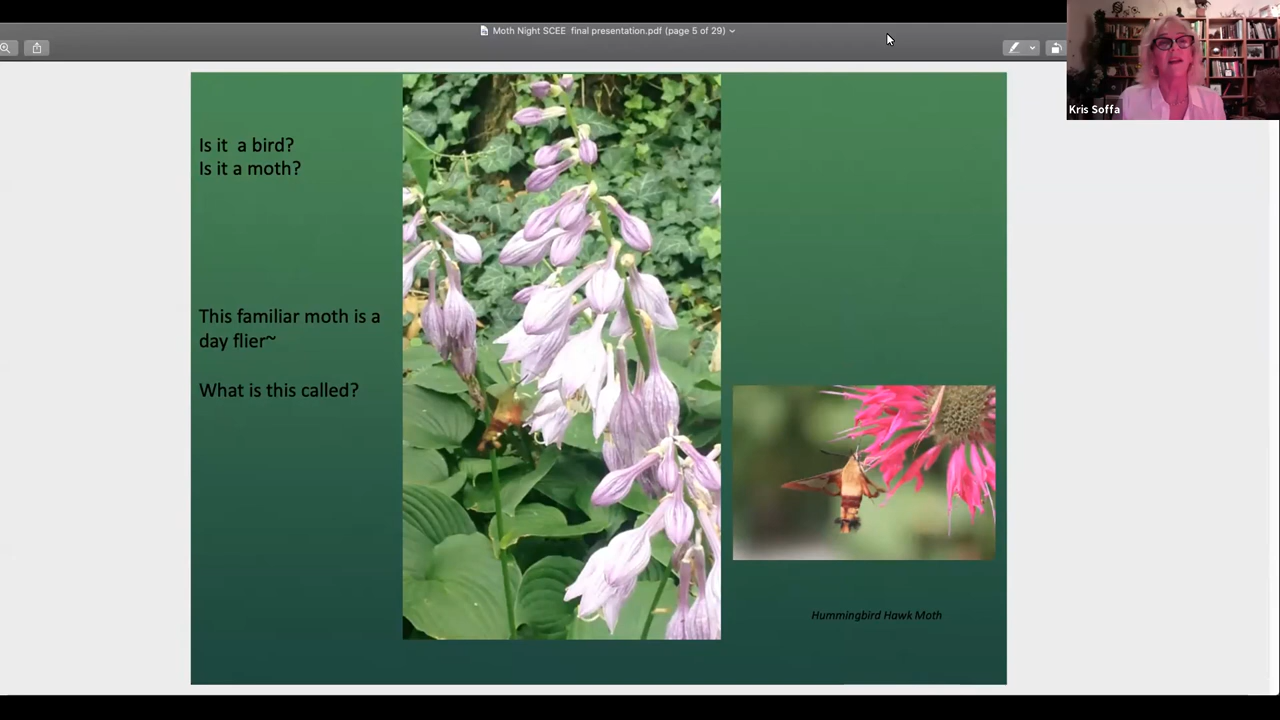 Moth Night SCEE  final presentation.pdf (page 5 of 29)
Kris Soffa
Is it  a bird?
Is it a moth?
This familiar moth is a
day flier~
What is this called?
Hummingbird Hawk Moth